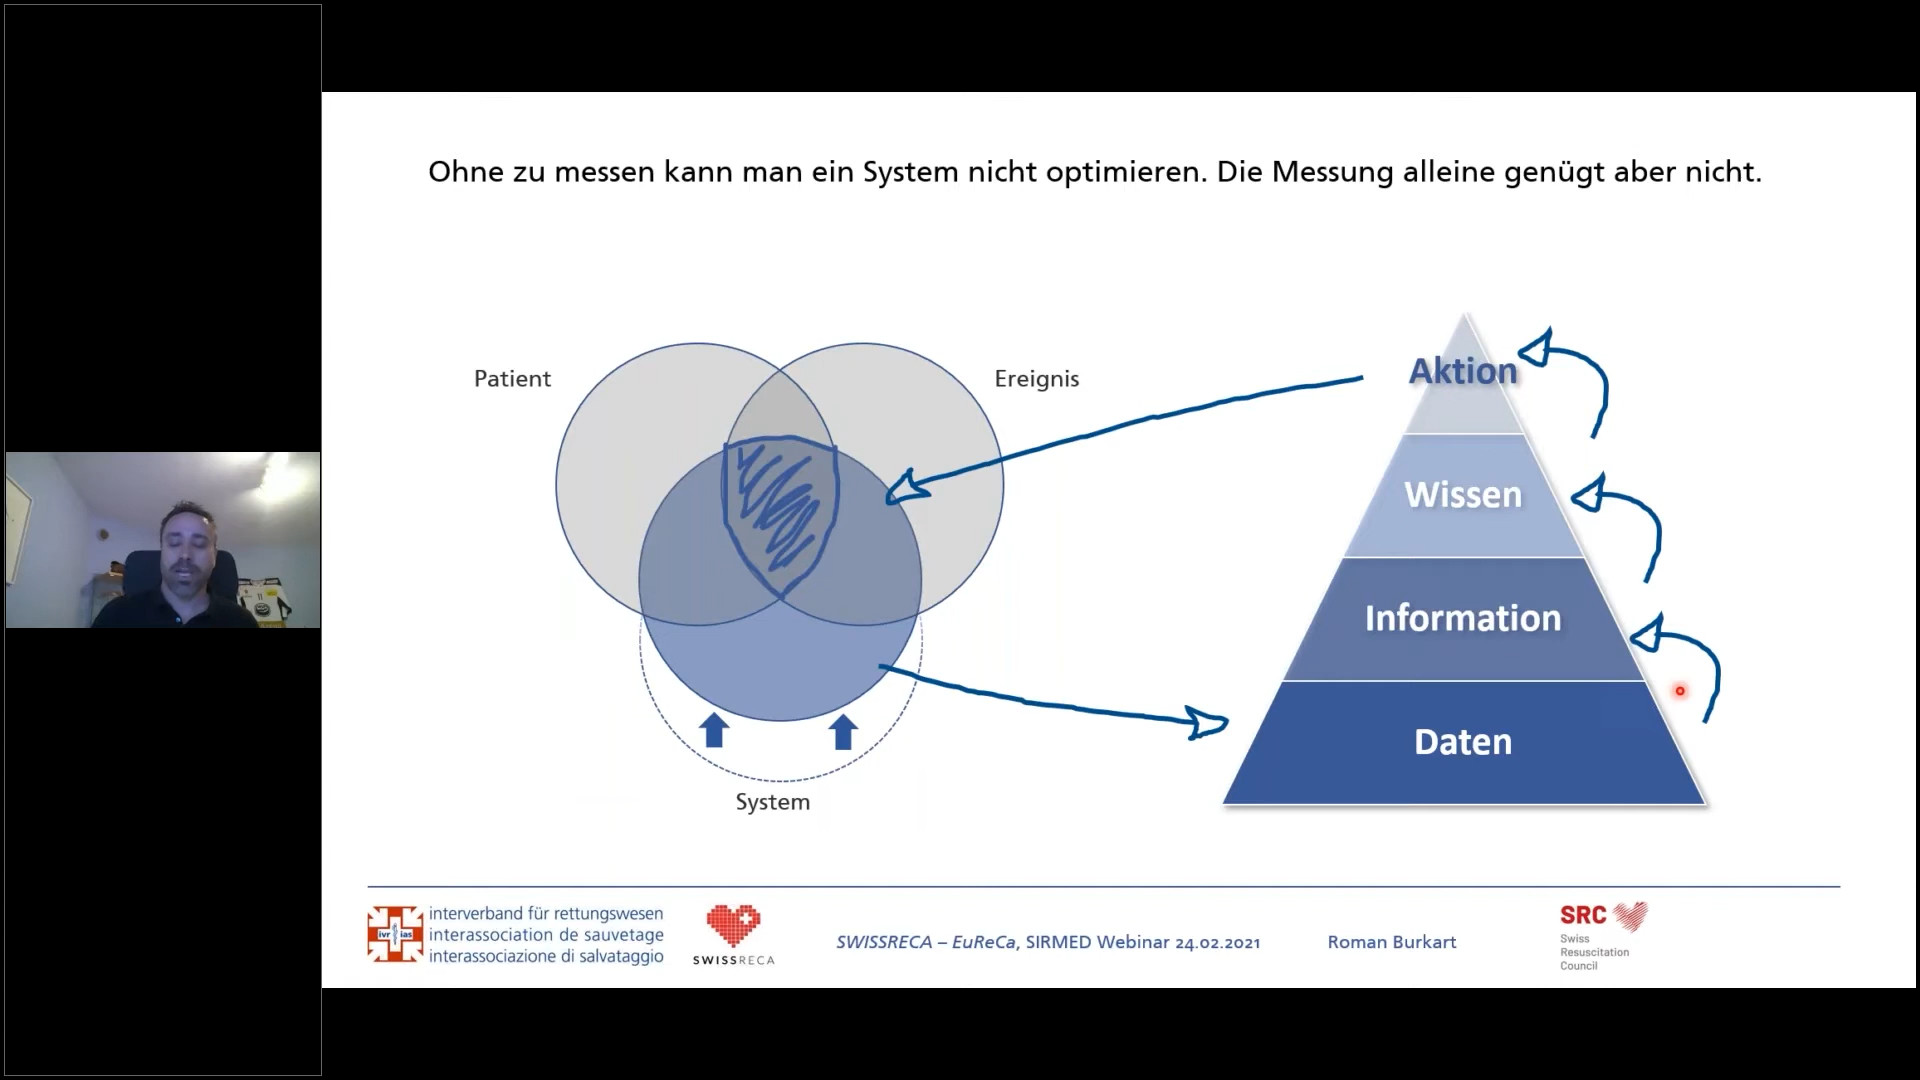 Ohne zu messen kann man ein System nicht optimieren. Die Messung alleine genügt aber nicht.
Patient
Ereignis
System
Aktion
Wissen
Information
Daten
ivr ias
interverband für rettungswesen
interassociation de sauvetage
interassociazione di salvataggio
SWISSRECA
SWISSRECA – EuReCa, SIRMED Webinar 24.02.2021
Roman Burkart
SRC
Swiss
Resuscitation
Council